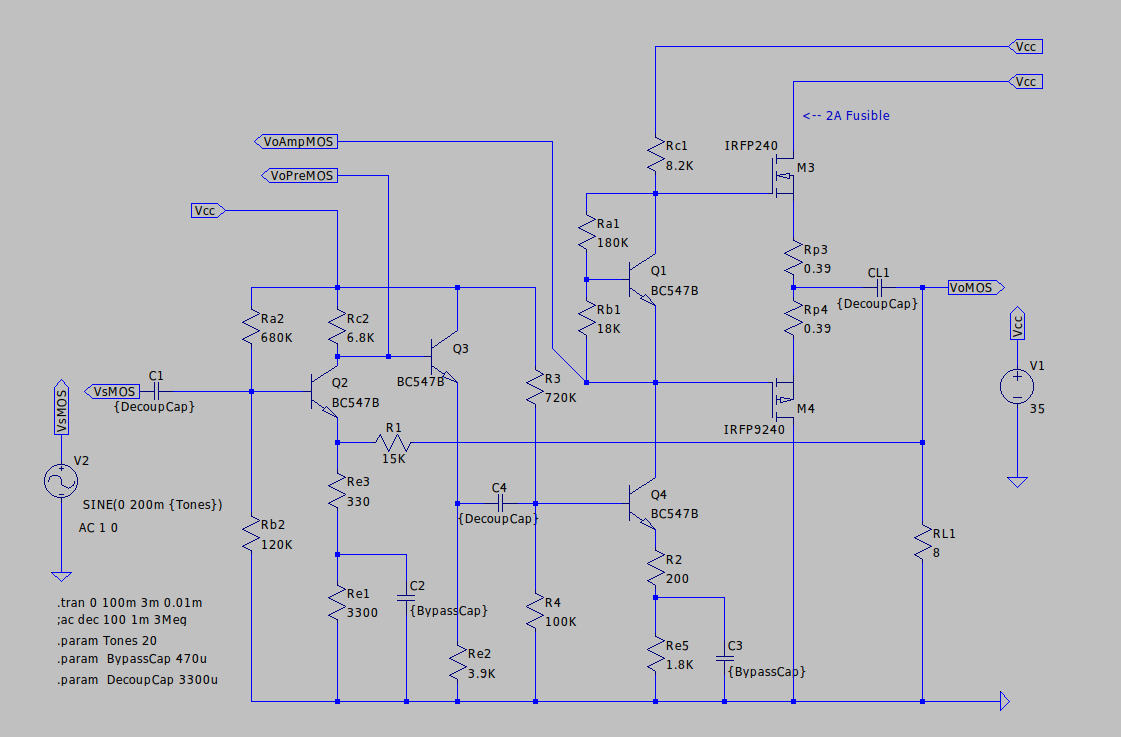 Vcc
Vcc
<-- 2A Fusible
VoAmpMOS
Rc1
8.2K
IRFP240
M3
VoPreMOS
Vcc
Ra1
180K
Q1
BC547B
Rp3
0.39
CL1
{DecoupCap}
VoMOS
Rb1
18K
Rp4
0.39
Ra2
680K
Rc2
6.8K
Q3
BC547B
Vcc
V1
35
C1
VsMOS
{DecoupCap}
Q2
BC547B
R3
720K
M4
IRFP9240
VsMOS
R1
15K
V2
SINE(0 200m {Tones})
AC 1 0
Re3
330
C4
{DecoupCap}
Q4
BC547B
Rb2
120K
R2
200
RL1
8
Re1
3300
C2
{BypassCap}
R4
100K
Re2
3.9K
Re5
1.8K
C3
{BypassCap}
.tran 0 100m 3m 0.01m
;ac dec 100 1m 3Meg
.param Tones 20
.param  BypassCap 470u
.param  DecoupCap 3300u